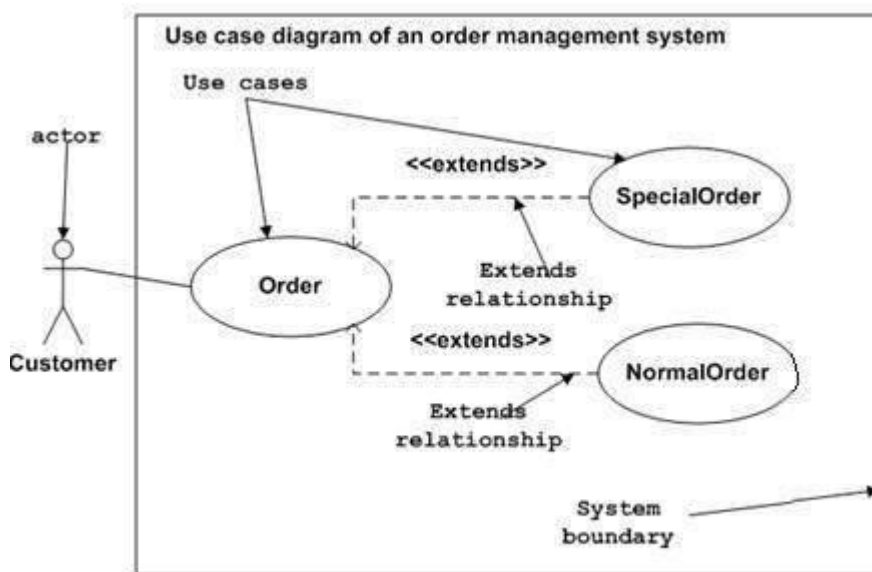 Use case diagram of an order management system
Use cases
actor
<<extends>>
SpecialOrder
Extends
relationship
Order
<<extends>>
Customer
NormalOrder
Extends
relationship
System
boundary